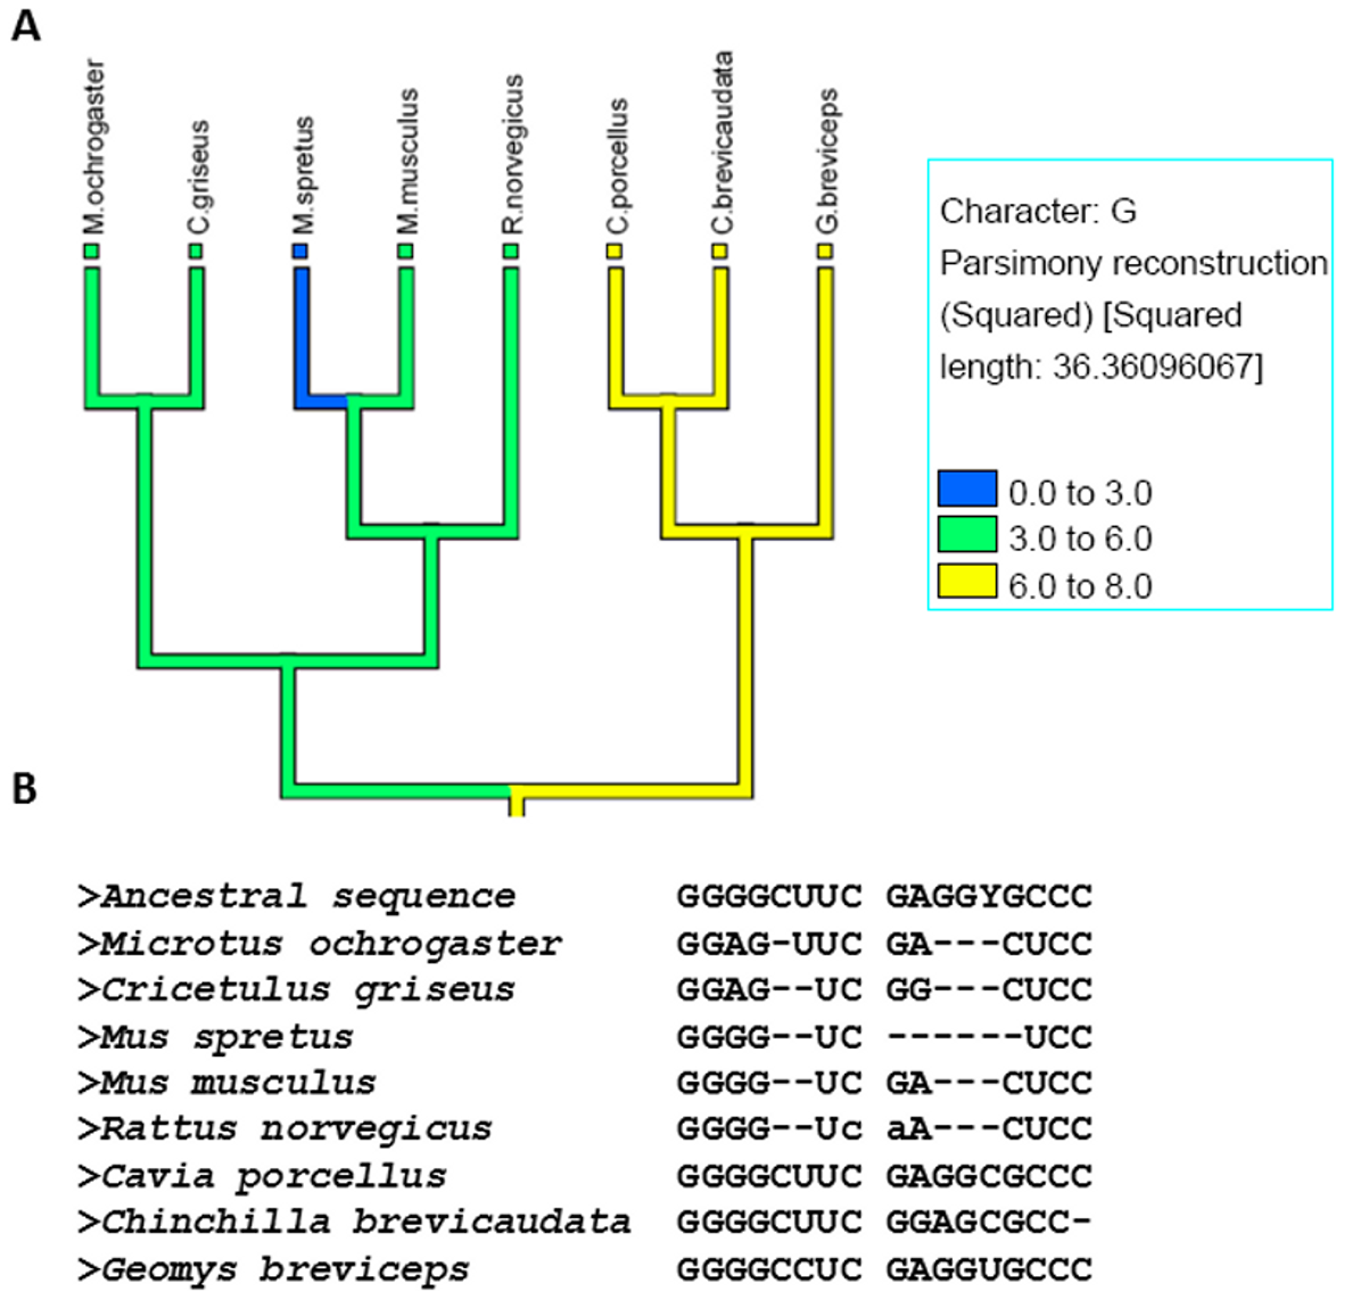 A
M.ochrogaster
C.griseus
M.spretus
M.musculus
R.norvegicus
C.porcellus
C.brevicaudata
G.breviceps
Character: G
Parsimony reconstruction
(Squared) [Squared
length: 36.36096067]
0.0 to 3.0
3.0 to 6.0
6.0 to 8.0
B
>Ancestral sequence GGGGCUUC GAGGYGCCC
>Microtus ochrogaster GGAG-UUC GA---CUCC
>Cricetulus griseus GGAG--UC GG---CUCC
>Mus spretus GGGG--UC ------UCC
>Mus musculus GGGG--UC GA---CUCC
>Rattus norvegicus GGGG--Uc aA---CUCC
>Cavia porcellus GGGGCUUC GAGGCGCCC
>Chinchilla brevicaudata GGGGCUUC GGAGCGCC-
>Geomys breviceps GGGGCCUC GAGGUGCCC